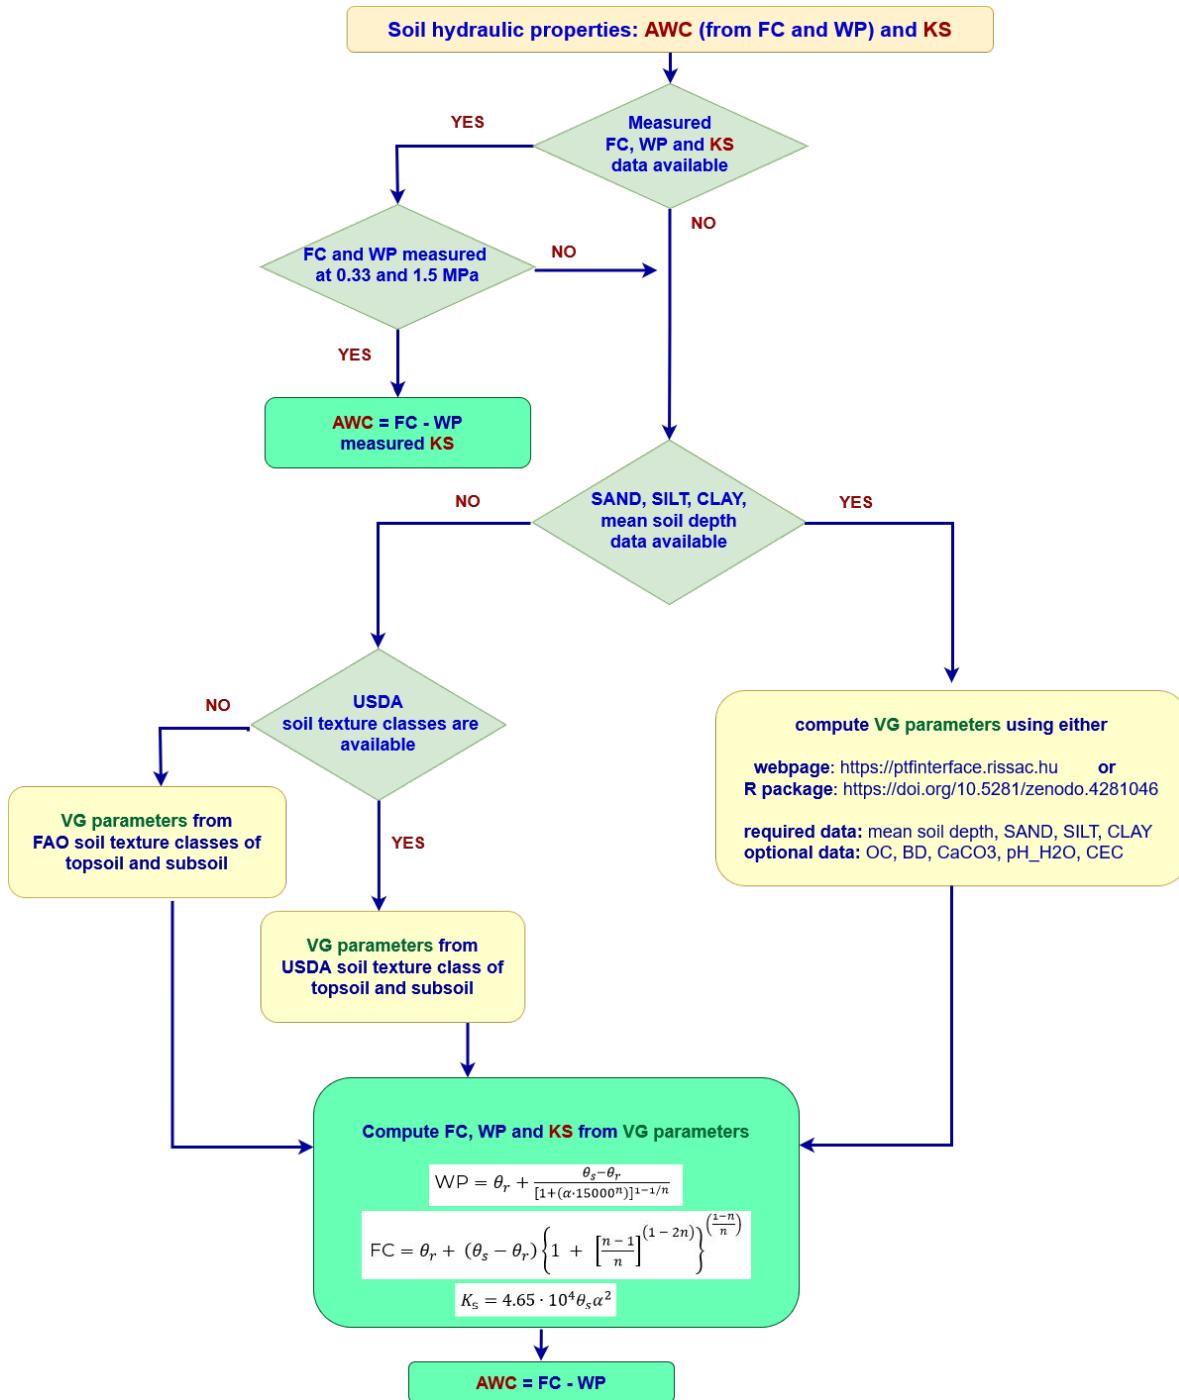 Soil hydraulic properties: AWC (from FC and WP) and KS
YES
Measured
FC, WP and KS
data available
NO
FC and WP measured
at 0.33 and 1.5 MPa
NO
YES
AWC = FC - WP
measured KS
NO
SAND, SILT, CLAY,
mean soil depth
data available
YES
USDA
soil texture classes are
available
NO
YES
compute VG parameters using either
webpage: https://ptfinterface.rissac.hu or
R package: https://doi.org/10.5281/zenodo.4281046
required data: mean soil depth, SAND, SILT, CLAY
optional data: OC, BD, CaCO3, pH_H2O, CEC
VG parameters from
FAO soil texture classes of
topsoil and subsoil
VG parameters from
USDA soil texture class of
topsoil and subsoil
Compute FC, WP and KS from VG parameters
WP = θr + (θs−θr)/[1+(α·15000^n)]^(1−1/n)
FC = θr + (θs − θr){1 + [(n − 1)/n]^(1 − 2n)}^((1−n)/n)
Ks = 4.65 · 10^4 θs α^2
AWC = FC - WP